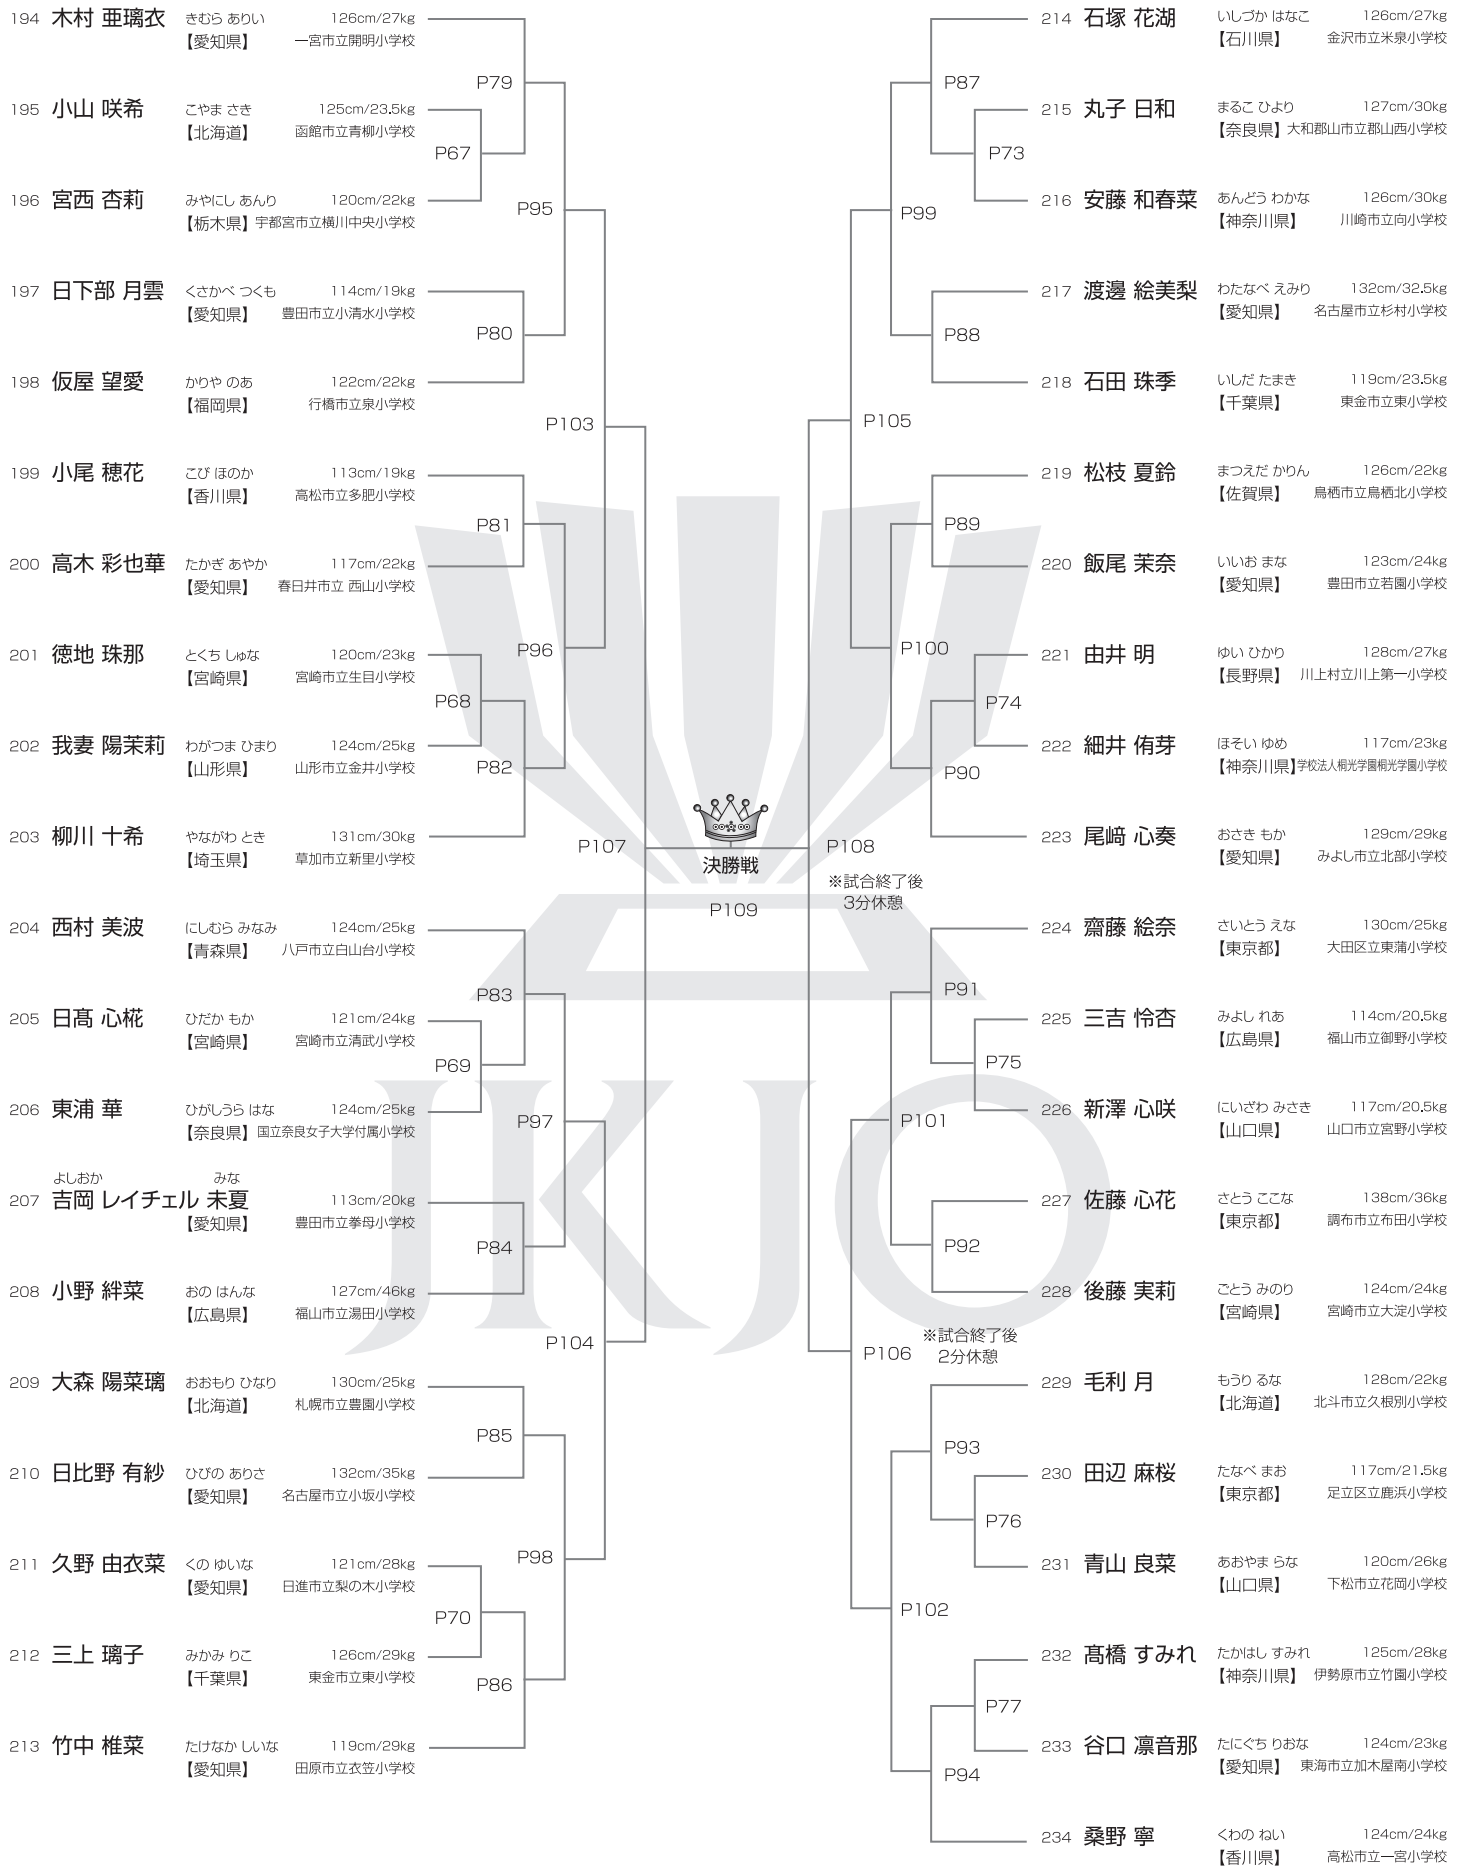 194 木村 亜璃衣 きむら ありい 126cm/27kg
【愛知県】 一宮市立開明小学校
P79
195 小山 咲希 こやま さき 125cm/23.5kg
【北海道】 函館市立青柳小学校
P67
196 宮西 杏莉 みやにし あんり 120cm/22kg
【栃木県】 宇都宮市立横川中央小学校
P95
197 日下部 月雲 くさかべ つくも 114cm/19kg
【愛知県】 豊田市立小清水小学校
P80
198 仮屋 望愛 かりや のあ 122cm/22kg
【福岡県】 行橋市立泉小学校
P103
199 小尾 穂花 こび ほのか 113cm/19kg
【香川県】 高松市立多肥小学校
P81
200 高木 彩也華 たかぎ あやか 117cm/22kg
【愛知県】 春日井市立 西山小学校
P96
201 徳地 珠那 とくち しゅな 120cm/23kg
【宮崎県】 宮崎市立生目小学校
P68
202 我妻 陽茉莉 わがつま ひまり 124cm/25kg
【山形県】 山形市立金井小学校
P82
203 柳川 十希 やながわ とき 131cm/30kg
【埼玉県】 草加市立新里小学校
P107
204 西村 美波 にしむら みなみ 124cm/25kg
【青森県】 八戸市立白山台小学校
P83
205 日髙 心椛 ひだか もか 121cm/24kg
【宮崎県】 宮崎市立清武小学校
P69
206 東浦 華 ひがしうら はな 124cm/25kg
【奈良県】 国立奈良女子大学付属小学校
P97
よしおか みな
207 吉岡 レイチェル 未夏 113cm/20kg
【愛知県】 豊田市立挙母小学校
P84
208 小野 絆菜 おの はんな 127cm/46kg
【広島県】 福山市立湯田小学校
P104
209 大森 陽菜璃 おおもり ひなり 130cm/25kg
【北海道】 札幌市立豊園小学校
P85
210 日比野 有紗 ひびの ありさ 132cm/35kg
【愛知県】 名古屋市立小坂小学校
P98
211 久野 由衣菜 くの ゆいな 121cm/28kg
【愛知県】 日進市立梨の木小学校
P70
212 三上 璃子 みかみ りこ 126cm/29kg
【千葉県】 東金市立東小学校
P86
213 竹中 椎菜 たけなか しいな 119cm/29kg
【愛知県】 田原市立衣笠小学校
決勝戦
P109
JKJO
214 石塚 花湖 いしづか はなこ 126cm/27kg
【石川県】 金沢市立米泉小学校
P87
215 丸子 日和 まるこ ひより 127cm/30kg
【奈良県】 大和郡山市立郡山西小学校
P73
216 安藤 和春菜 あんどう わかな 126cm/30kg
【神奈川県】 川崎市立向小学校
P99
217 渡邊 絵美梨 わたなべ えみり 132cm/32.5kg
【愛知県】 名古屋市立杉村小学校
P88
218 石田 珠季 いしだ たまき 119cm/23.5kg
【千葉県】 東金市立東小学校
P105
219 松枝 夏鈴 まつえだ かりん 126cm/22kg
【佐賀県】 鳥栖市立鳥栖北小学校
P89
220 飯尾 茉奈 いいお まな 123cm/24kg
【愛知県】 豊田市立若園小学校
P100
221 由井 明 ゆい ひかり 128cm/27kg
【長野県】 川上村立川上第一小学校
P74
222 細井 侑芽 ほそい ゆめ 117cm/23kg
【神奈川県】 学校法人桐光学園桐光学園小学校
P90
223 尾﨑 心奏 おさき もか 129cm/29kg
【愛知県】 みよし市立北部小学校
P108
※試合終了後
3分休憩
224 齋藤 絵奈 さいとう えな 130cm/25kg
【東京都】 大田区立東蒲小学校
P91
225 三吉 怜杏 みよし れあ 114cm/20.5kg
【広島県】 福山市立御野小学校
P75
226 新澤 心咲 にいざわ みさき 117cm/20.5kg
【山口県】 山口市立宮野小学校
P101
227 佐藤 心花 さとう ここな 138cm/36kg
【東京都】 調布市立布田小学校
P92
228 後藤 実莉 ごとう みのり 124cm/24kg
【宮崎県】 宮崎市立大淀小学校
P106
※試合終了後
2分休憩
229 毛利 月 もうり るな 128cm/22kg
【北海道】 北斗市立久根別小学校
P93
230 田辺 麻桜 たなべ まお 117cm/21.5kg
【東京都】 足立区立鹿浜小学校
P76
231 青山 良菜 あおやま らな 120cm/26kg
【山口県】 下松市立花岡小学校
P102
232 髙橋 すみれ たかはし すみれ 125cm/28kg
【神奈川県】 伊勢原市立竹園小学校
P77
233 谷口 凛音那 たにぐち りおな 124cm/23kg
【愛知県】 東海市立加木屋南小学校
P94
234 桑野 寧 くわの ねい 124cm/24kg
【香川県】 高松市立一宮小学校